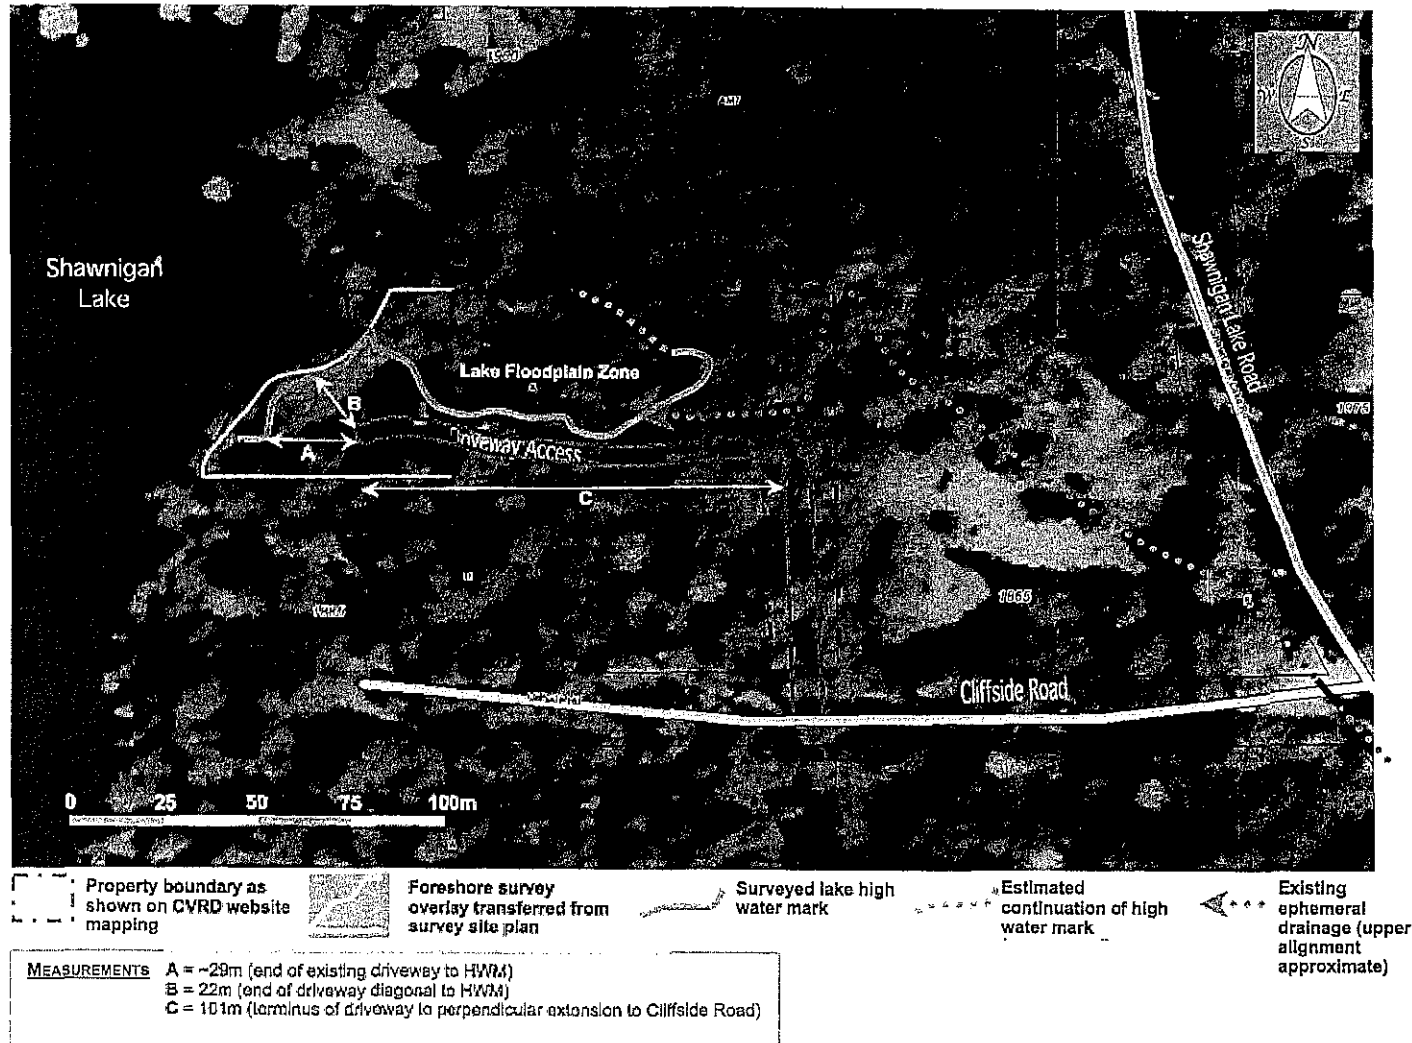 N
W
E
S
Shawnigan
Lake
Shawnigan Lake Road
Lake Floodplain Zone
B
A
Driveway Access
C
1075
1865
Cliffside Road
0 25 50 75 100m
Property boundary as
shown on CVRD website
mapping
Foreshore survey
overlay transferred from
survey site plan
Surveyed lake high
water mark
Estimated
continuation of high
water mark
Existing
ephemeral
drainage (upper
alignment
approximate)
MEASUREMENTS A = ~29m (end of existing driveway to HWM)
B = 22m (end of driveway diagonal to HWM)
C = 101m (terminus of driveway to perpendicular extension to Cliffside Road)